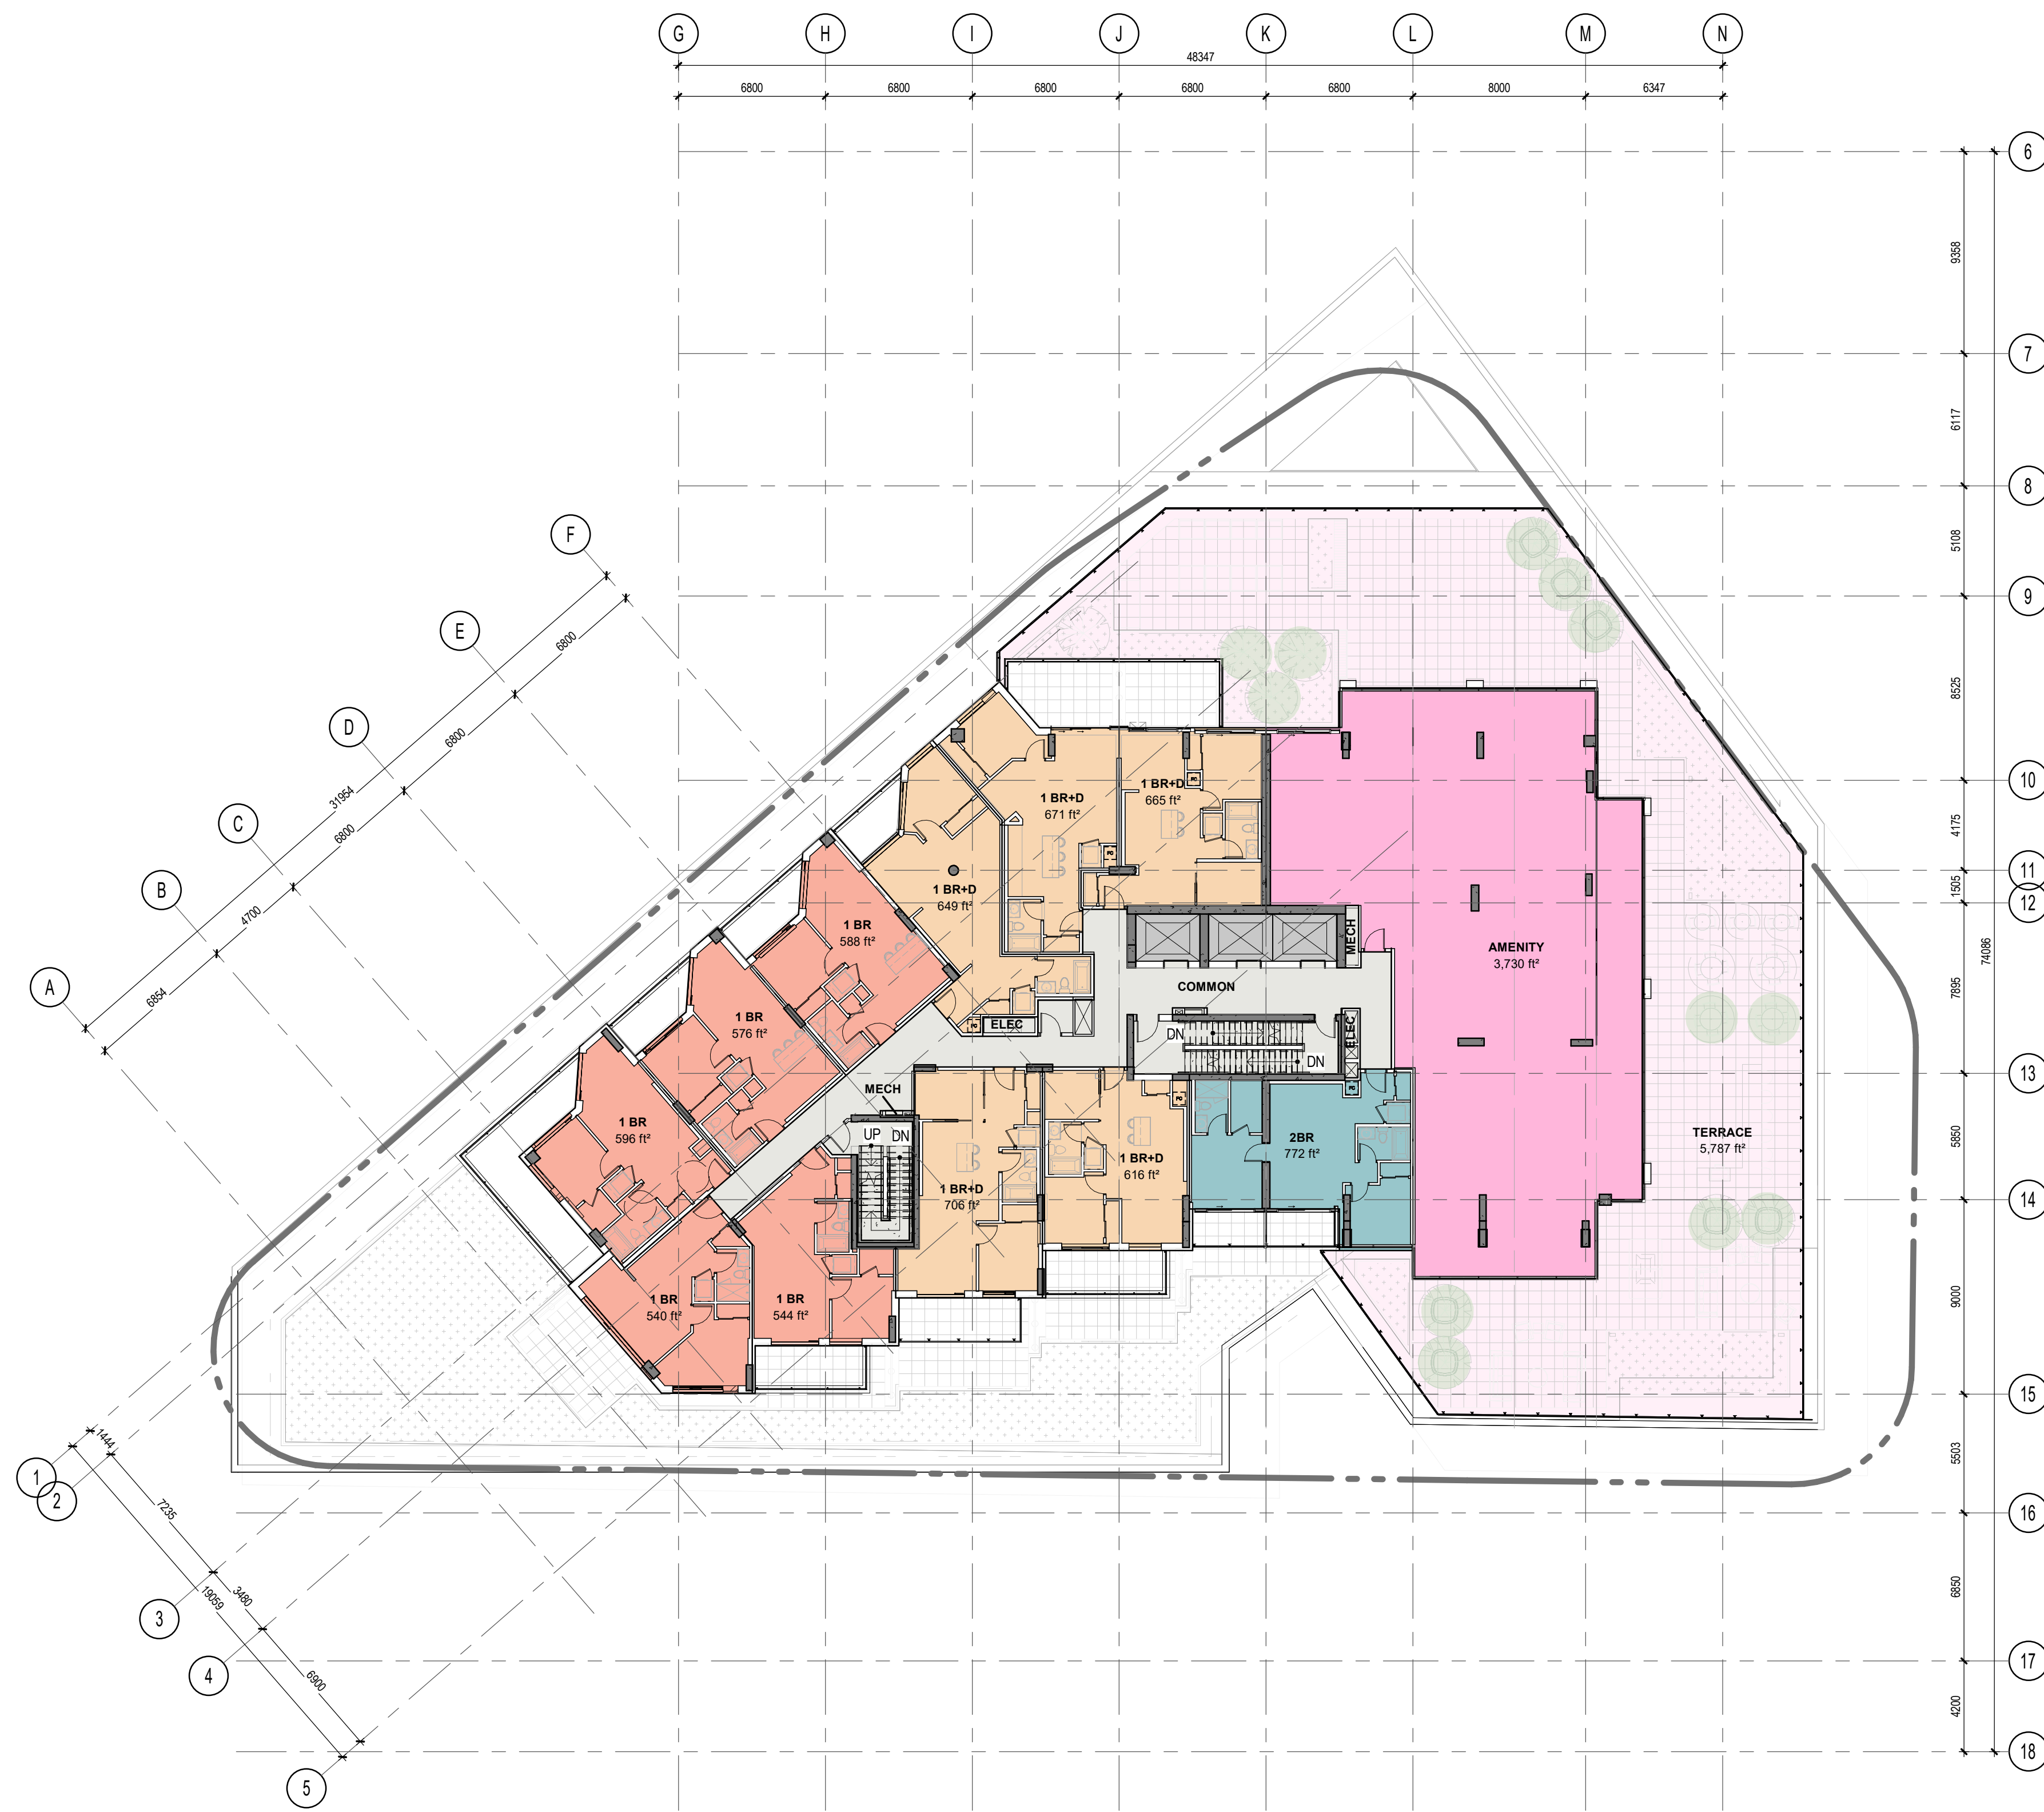 G
H
I
J
K
L
M
N
48347
6800
6800
6800
6800
6800
8000
6347
6
7
8
9
10
11
12
13
14
15
16
17
18
9358
6117
5108
8525
4175
1505
7895
5850
9000
5503
6850
4200
74086
F
E
D
C
B
A
6800
6800
6800
4700
6854
31954
1 BR+D
671 ft²
1 BR+D
665 ft²
1 BR+D
649 ft²
1 BR
588 ft²
1 BR
576 ft²
1 BR
596 ft²
1 BR
540 ft²
1 BR
544 ft²
1 BR+D
706 ft²
1 BR+D
616 ft²
2BR
772 ft²
AMENITY
3,730 ft²
TERRACE
5,787 ft²
COMMON
MECH
ELEC
ELEC
MECH
DN
DN
UP
DN
1
2
3
4
5
1444
7235
3480
6900
19059